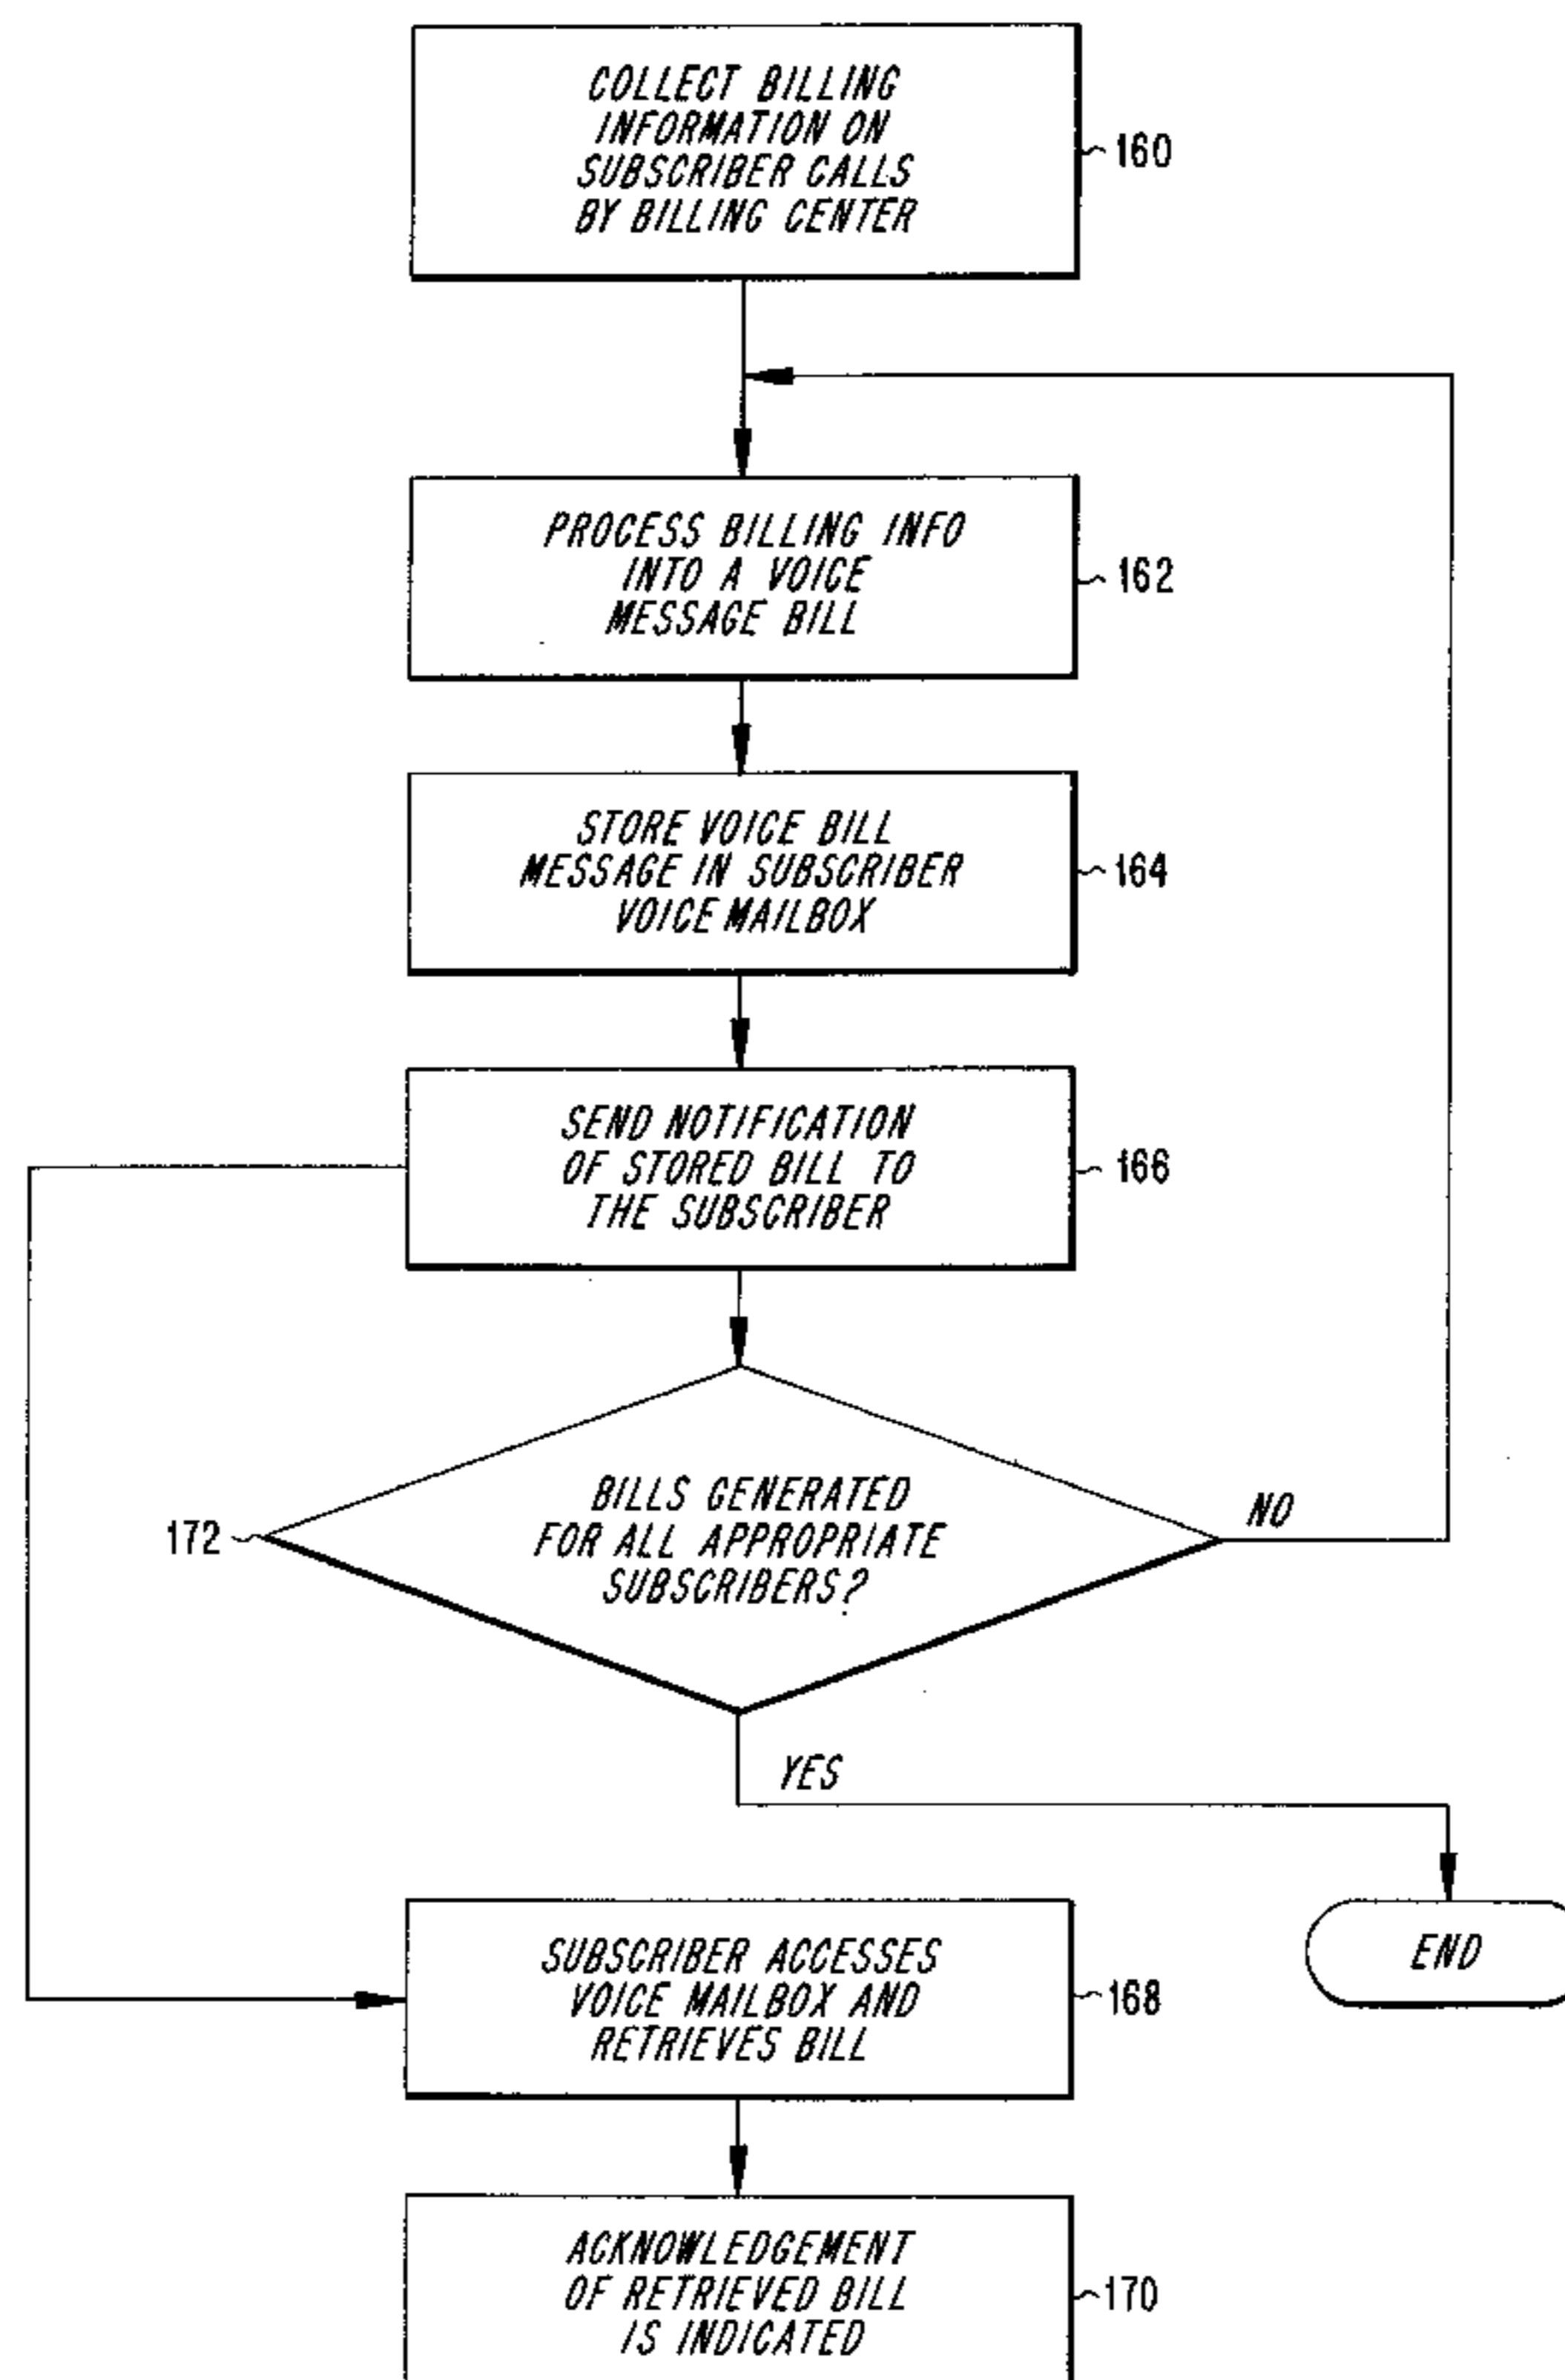 COLLECT BILLING
INFORMATION ON
SUBSCRIBER CALLS
BY BILLING CENTER
160
PROCESS BILLING INFO
INTO A VOICE
MESSAGE BILL
162
STORE VOICE BILL
MESSAGE IN SUBSCRIBER
VOICE MAILBOX
164
SEND NOTIFICATION
OF STORED BILL TO
THE SUBSCRIBER
166
BILLS GENERATED
FOR ALL APPROPRIATE
SUBSCRIBERS?
172
NO
YES
END
SUBSCRIBER ACCESSES
VOICE MAILBOX AND
RETRIEVES BILL
168
ACKNOWLEDGEMENT
OF RETRIEVED BILL
IS INDICATED
170